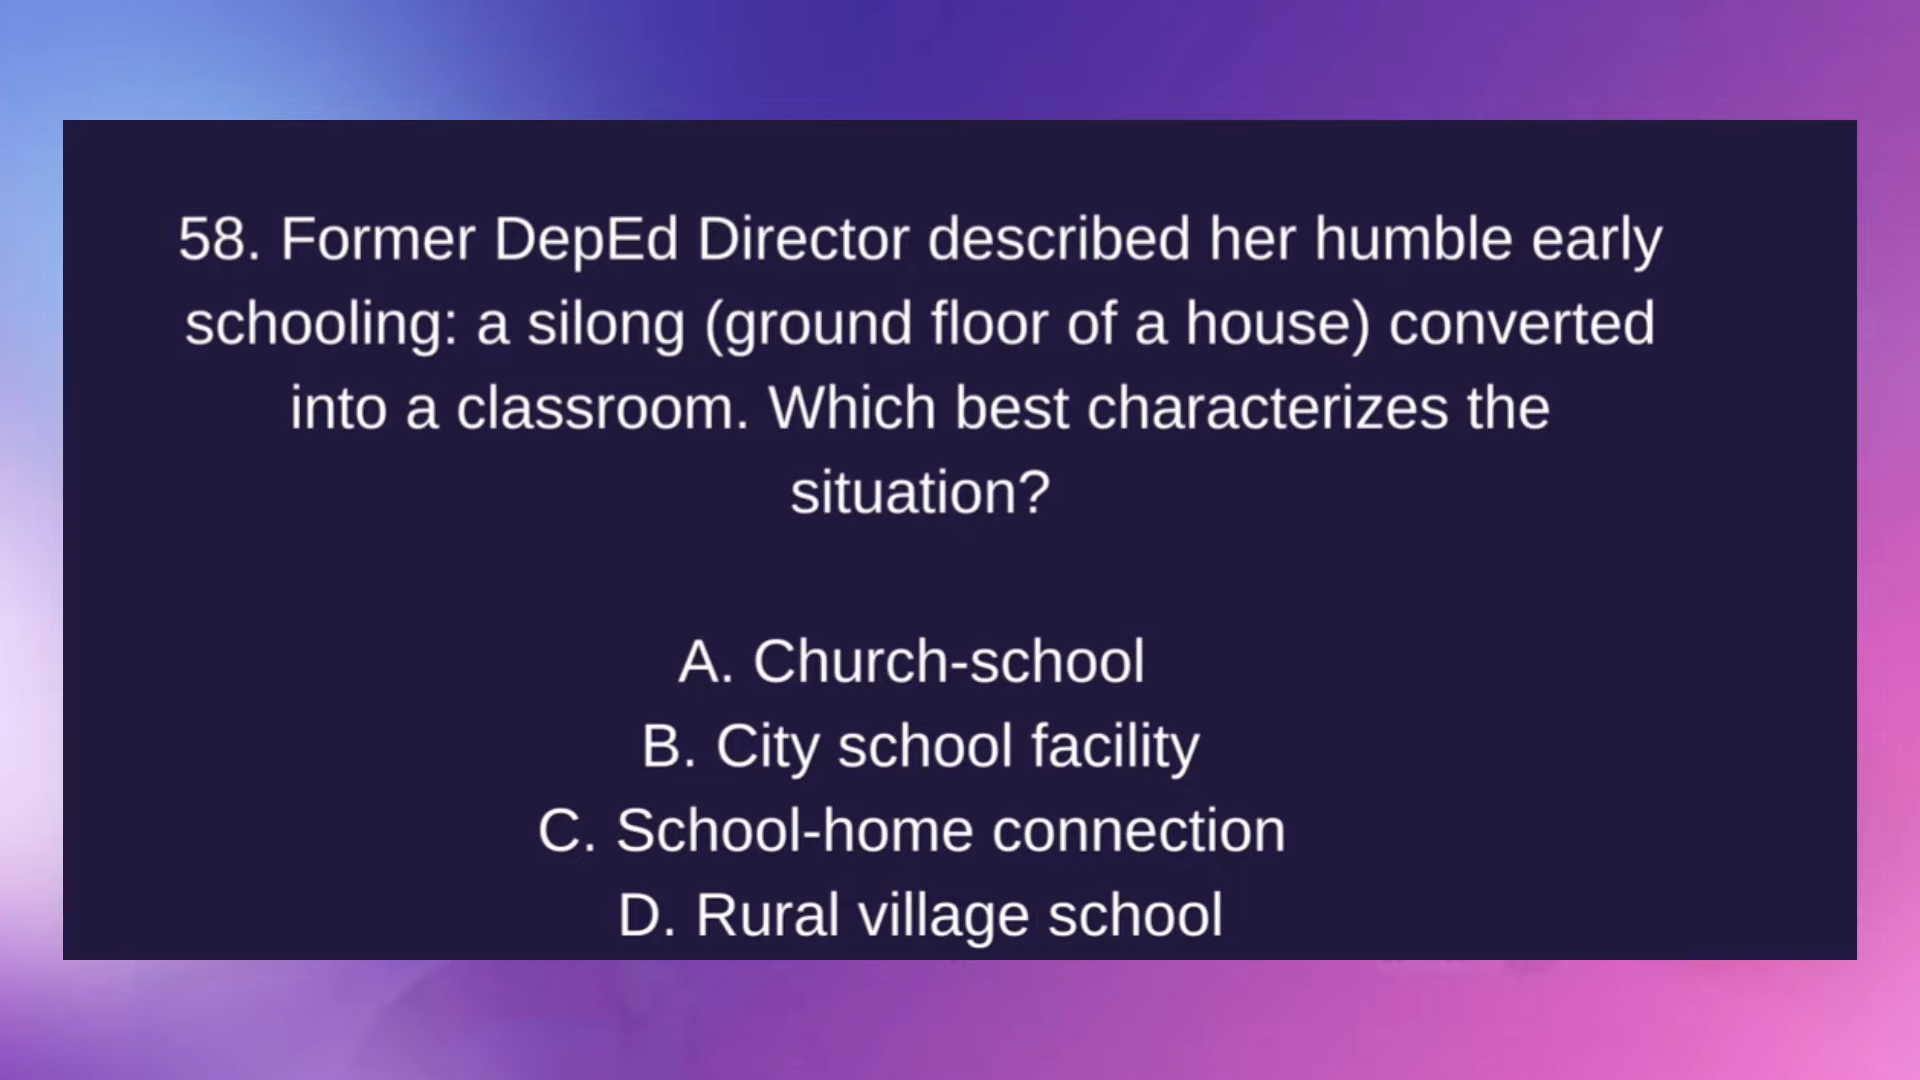 58. Former DepEd Director described her humble early
schooling: a silong (ground floor of a house) converted
into a classroom. Which best characterizes the
situation?
A. Church-school
B. City school facility
C. School-home connection
D. Rural village school